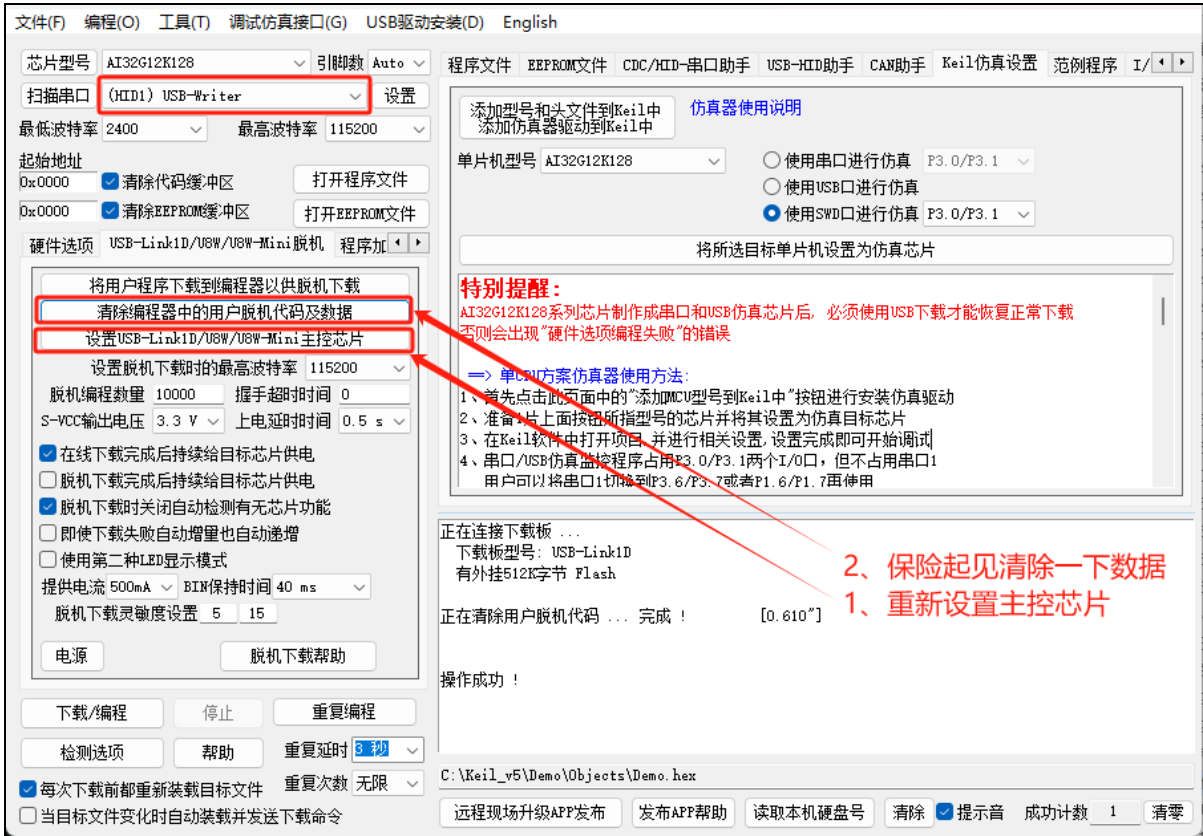 文件(F) 编程(O) 工具(T) 调试仿真接口(G) USB驱动安装(D) English
芯片型号 AI32G12K128 引脚数 Auto
扫描串口 (HID1) USB-Writer 设置
最低波特率 2400 最高波特率 115200
起始地址
0x0000 清除代码缓冲区 打开程序文件
0x0000 清除EEPROM缓冲区 打开EEPROM文件
硬件选项 USB-Link1D/U8W/U8W-Mini脱机 程序加
将用户程序下载到编程器以供脱机下载
清除编程器中的用户脱机代码及数据
设置USB-Link1D/U8W/U8W-Mini主控芯片
设置脱机下载时的最高波特率 115200
脱机编程数量 10000 握手超时时间 0
S-VCC输出电压 3.3 V 上电延时时间 0.5 s
在线下载完成后持续给目标芯片供电
脱机下载完成后持续给目标芯片供电
脱机下载时关闭自动检测有无芯片功能
即使下载失败自动增量也自动递增
使用第二种LED显示模式
提供电流 500mA BIN保持时间 40 ms
脱机下载灵敏度设置 5 15
电源 脱机下载帮助
下载/编程 停止 重复编程
检测选项 帮助 重复延时 3 秒
每次下载前都重新装载目标文件 重复次数 无限
当目标文件变化时自动装载并发送下载命令
程序文件 EEPROM文件 CDC/HID-串口助手 USB-HID助手 CAN助手 Keil仿真设置 范例程序 I/
添加型号和头文件到Keil中
添加仿真器驱动到Keil中
仿真器使用说明
单片机型号 AI32G12K128 使用串口进行仿真 P3.0/P3.1
使用USB口进行仿真
使用SWD口进行仿真 P3.0/P3.1
将所选目标单片机设置为仿真芯片
特别提醒：
AI32G12K128系列芯片制作成串口和USB仿真芯片后, 必须使用USB下载才能恢复正常下载
否则会出现"硬件选项编程失败"的错误
==> 单CPU方案仿真器使用方法:
1、首先点击此页面中的"添加MCU型号到Keil中"按钮进行安装仿真驱动
2、准备1片上面按钮所指型号的芯片并将其设置为仿真目标芯片
3、在Keil软件中打开项目,并进行相关设置,设置完成即可开始调试
4、串口/USB仿真监控程序占用P3.0/P3.1两个I/O口，但不占用串口1
用户可以将串口1切换到P3.6/P3.7或者P1.6/P1.7再使用
正在连接下载板 ...
下载板型号: USB-Link1D
有外挂512K字节 Flash
正在清除用户脱机代码 ... 完成 ! [0.610"]
操作成功 !
2、保险起见清除一下数据
1、重新设置主控芯片
C:\Keil_v5\Demo\Objects\Demo.hex
远程现场升级APP发布 发布APP帮助 读取本机硬盘号 清除 提示音 成功计数 1 清零